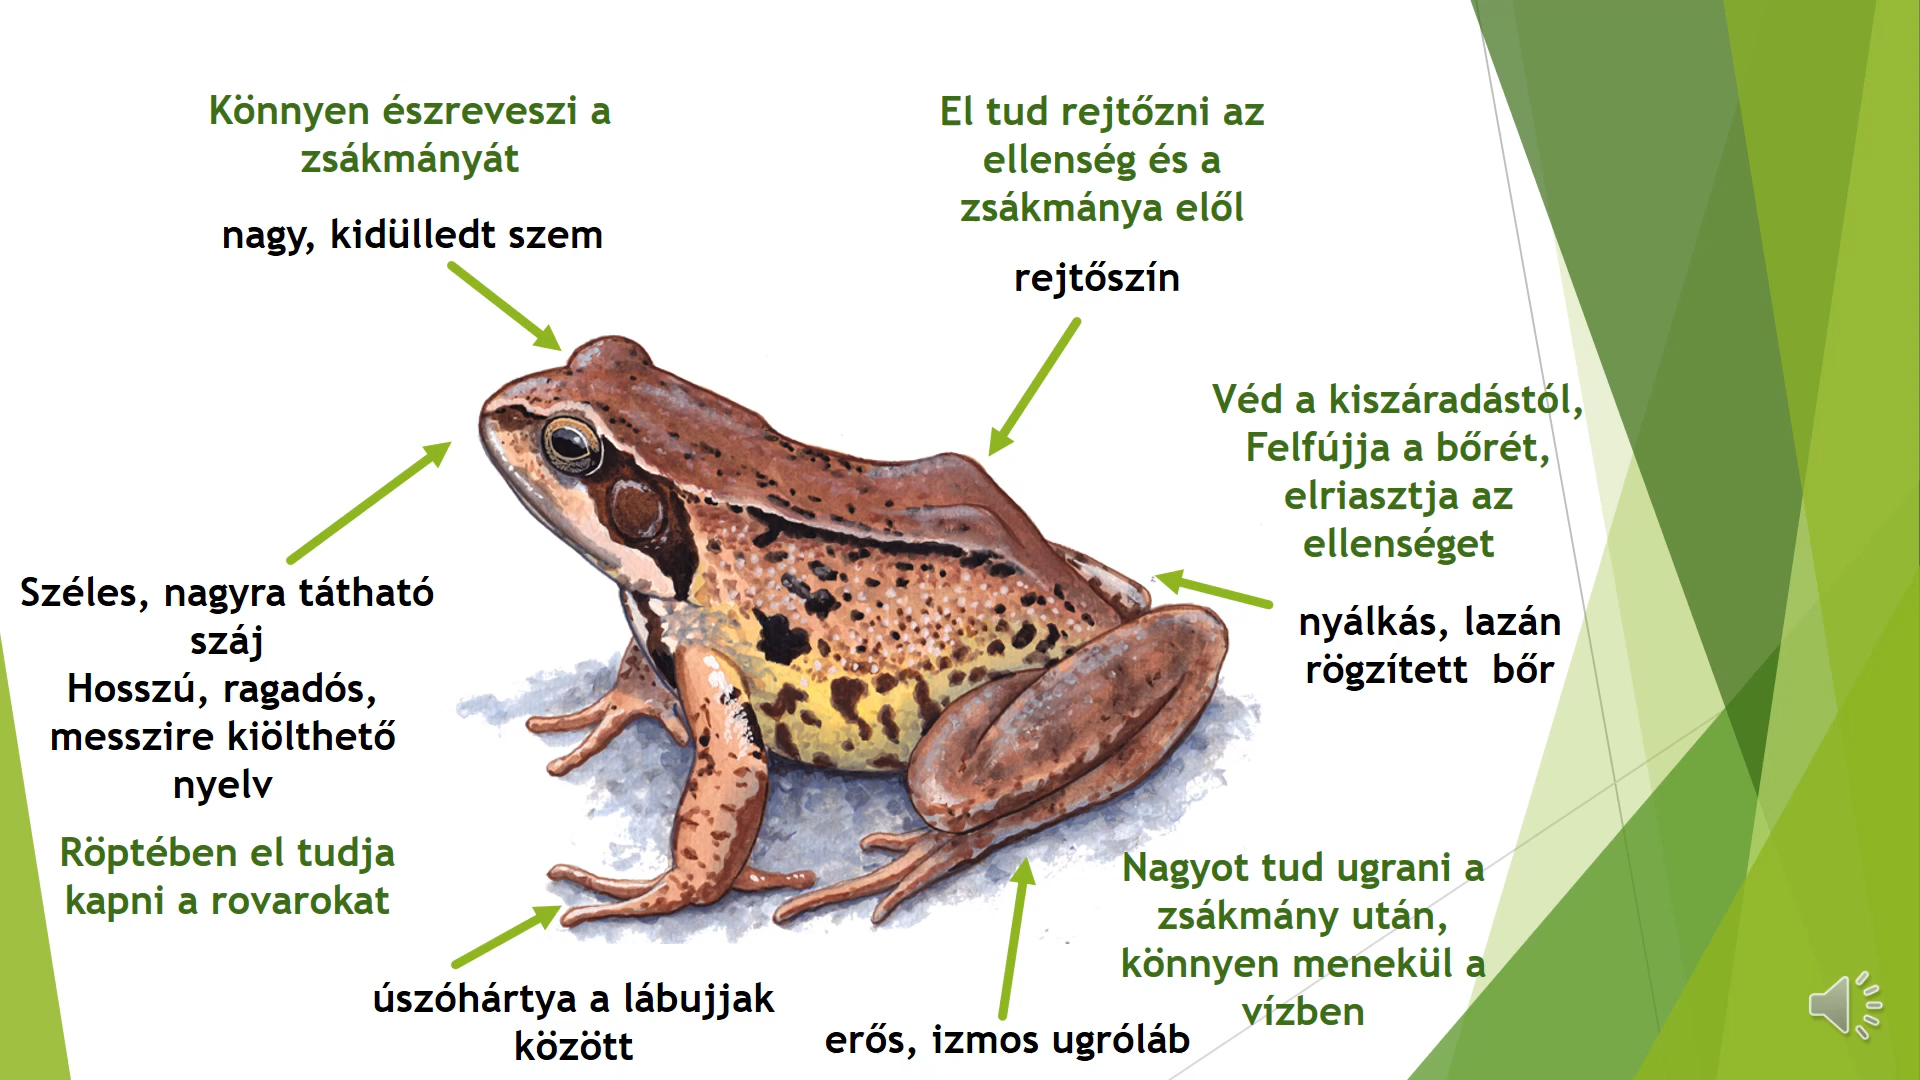 Könnyen észreveszi a
zsákmányát
nagy, kidülledt szem
El tud rejtőzni az
ellenség és a
zsákmánya elől
rejtőszín
Véd a kiszáradástól,
Felfújja a bőrét,
elriasztja az
ellenséget
nyálkás, lazán
rögzített bőr
Széles, nagyra tátható
száj
Hosszú, ragadós,
messzire kiölthető
nyelv
Röptében el tudja
kapni a rovarokat
úszóhártya a lábujjak
között
Nagyot tud ugrani a
zsákmány után,
könnyen menekül a
vízben
erős, izmos ugróláb